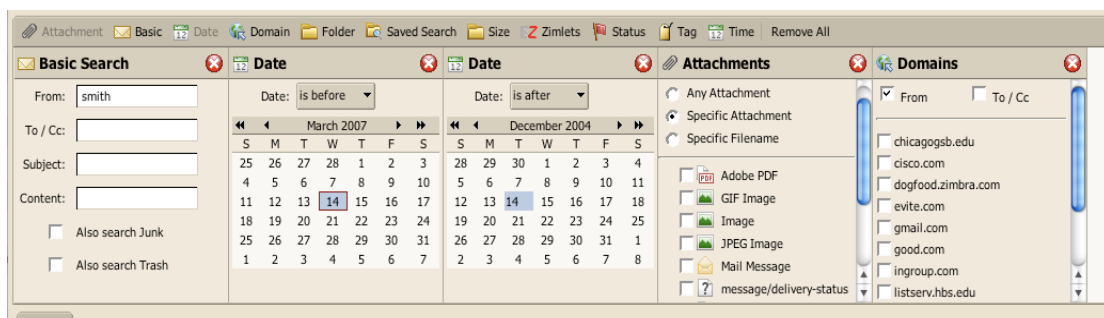 Attachment Basic Date Domain Folder Saved Search Size Zimlets Status Tag Time Remove All
Basic Search
From: smith
To / Cc:
Subject:
Content:
Also search Junk
Also search Trash
Date
Date: is before
March 2007
S M T W T F S
25 26 27 28 1 2 3
4 5 6 7 8 9 10
11 12 13 14 15 16 17
18 19 20 21 22 23 24
25 26 27 28 29 30 31
1 2 3 4 5 6 7
Date
Date: is after
December 2004
S M T W T F S
28 29 30 1 2 3 4
5 6 7 8 9 10 11
12 13 14 15 16 17 18
19 20 21 22 23 24 25
26 27 28 29 30 31 1
2 3 4 5 6 7 8
Attachments
Any Attachment
Specific Attachment
Specific Filename
Adobe PDF
GIF Image
Image
JPEG Image
Mail Message
message/delivery-status
Domains
From To / Cc
chicagogsb.edu
cisco.com
dogfood.zimbra.com
evite.com
gmail.com
good.com
ingroup.com
listserv.hbs.edu